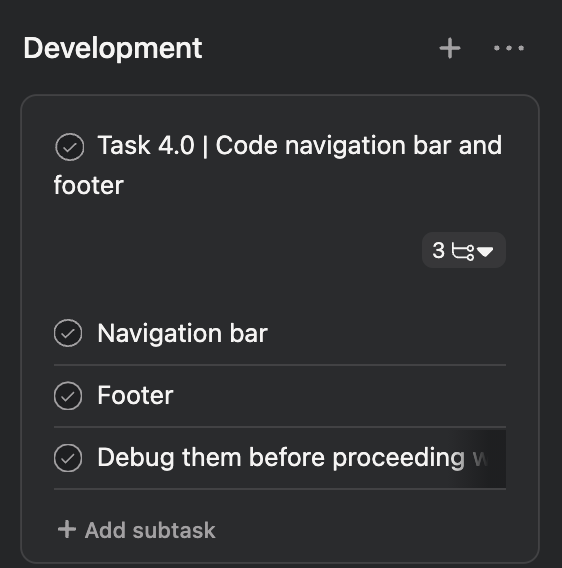 Development
Task 4.0 | Code navigation bar and
footer
3
Navigation bar
Footer
Debug them before proceeding
Add subtask